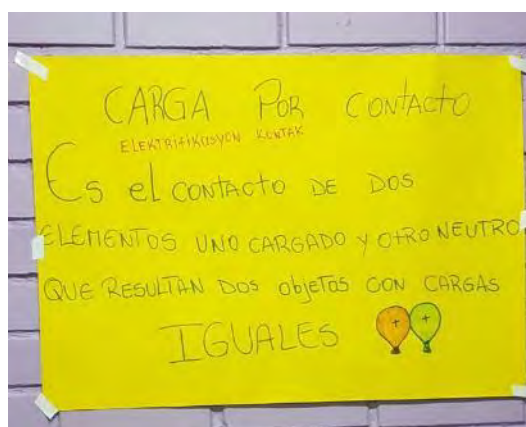 CARGA POR CONTACTO
ELEKTRIFIKASYON KONTAK
Es el CONTACTO DE DOS
ELEMENTOS UNO CARGADO Y OTRO NEUTRO
QUE RESULTAN DOS objetos CON CARGAS
IGUALES + +